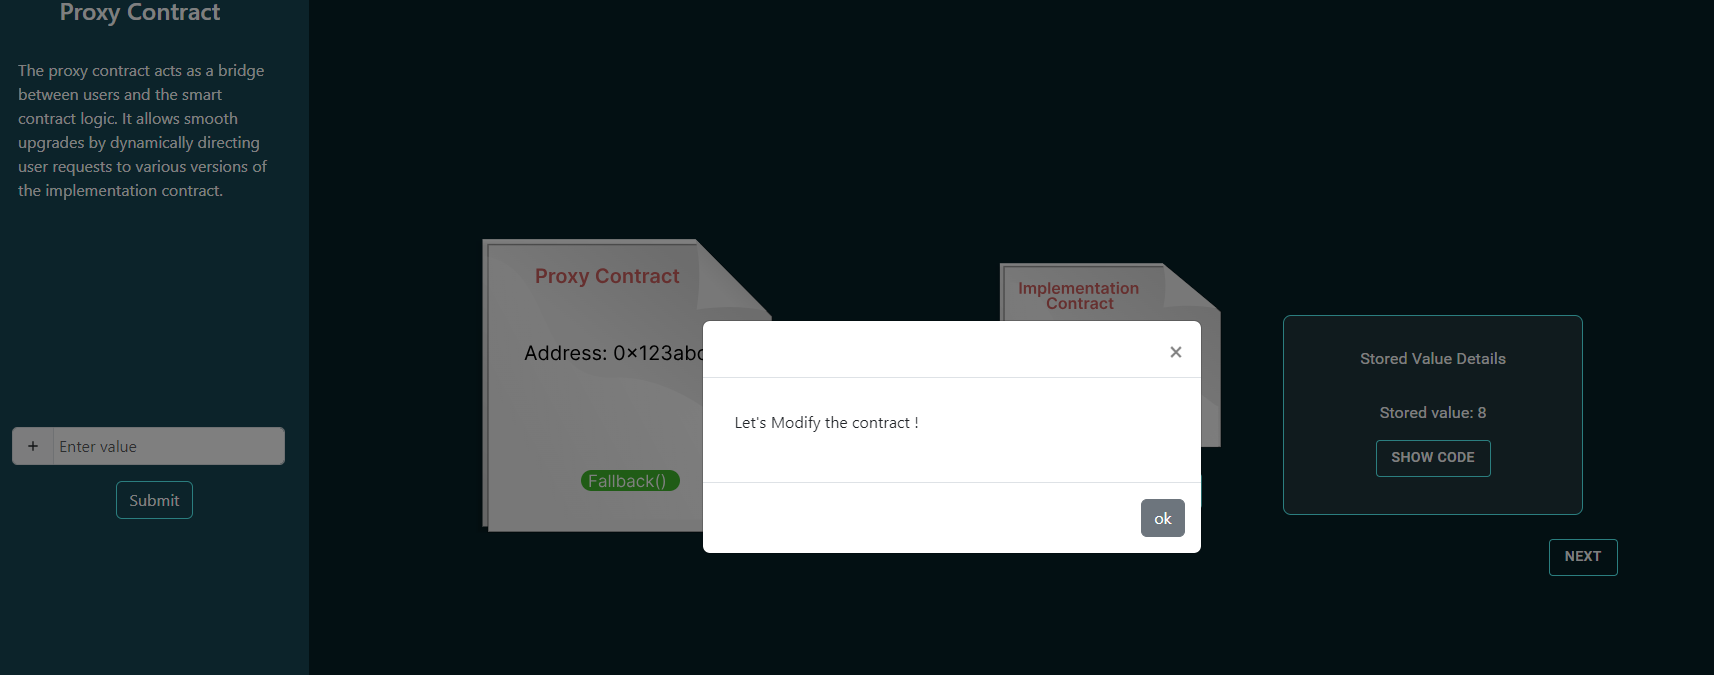 Proxy Contract
The proxy contract acts as a bridge
between users and the smart
contract logic. It allows smooth
upgrades by dynamically directing
user requests to various versions of
the implementation contract.
+ Enter value
Submit
Proxy Contract
Address: 0x123abc
Fallback()
Implementation
Contract
×
Let's Modify the contract !
ok
Stored Value Details
Stored value: 8
SHOW CODE
NEXT